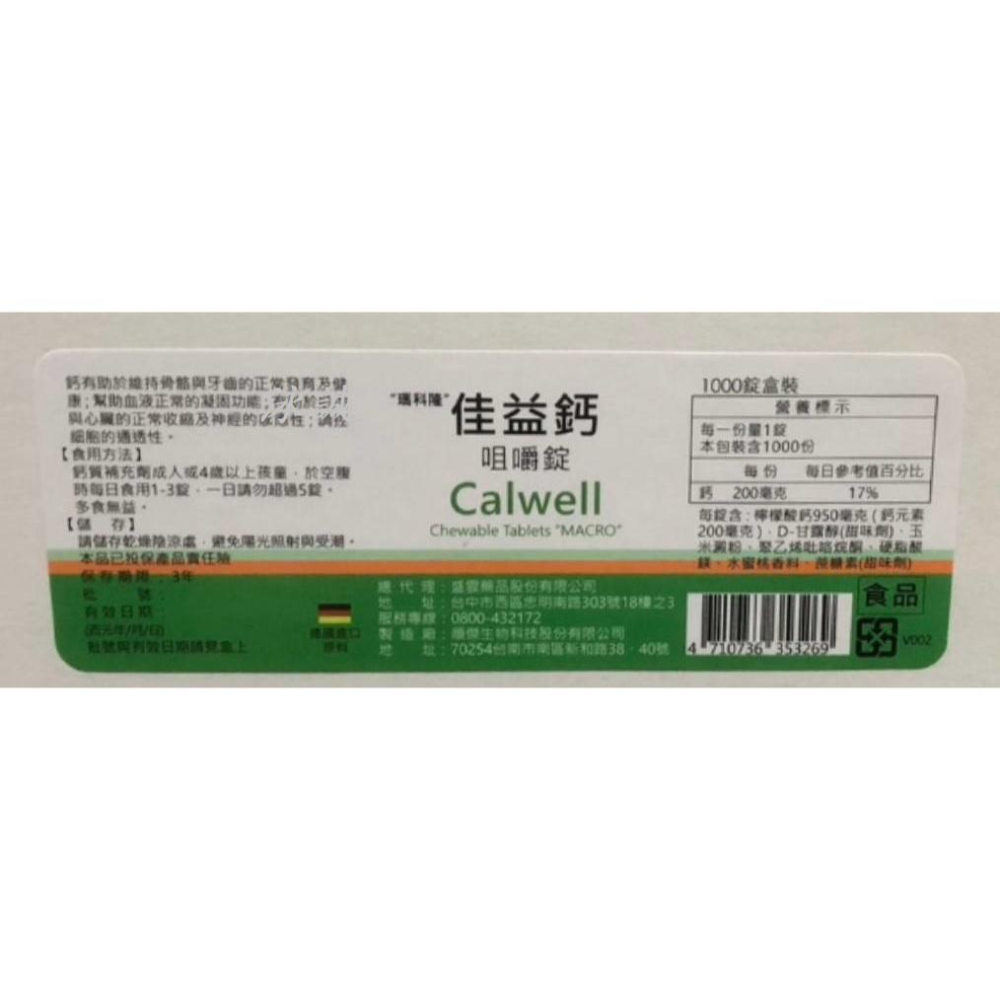 鈣有助於維持骨骼與牙齒的正常發育及健
康;幫助血液正常的凝固功能;有助於
與心臟的正常收縮及神經的性;
細胞的通透性。
【食用方法】
鈣質補充劑成人或4歲以上孩童,於空腹
時每日食用1-3錠,一日請勿超過5錠。
多食無益。
【儲 存】
請儲存乾燥陰涼處,避免陽光照射與受潮。
本品已投保產品責任險
保存期限:3年
批 號:
有效日期:
(西元年/月/日)
批號與有效日期請見盒上
德國進口
原料
"瑪科隆"佳益鈣
咀嚼錠
Calwell
Chewable Tablets "MACRO"
總 代 理:盛雲藥品股份有限公司
地 址:台中市西區忠明南路303號18樓之3
服務專線:0800-432172
製 造 廠:順傑生物科技股份有限公司
地 址:70254台南市南區新和路38、40號
1000錠盒裝
營養標示
每一份量1錠
本包裝含1000份
每份 每日參考值百分比
鈣 200毫克 17%
每錠含:檸檬酸鈣950毫克(鈣元素
200毫克)、D-甘露醇(甜味劑)、玉
米澱粉、聚乙烯吡咯烷酮、硬脂酸
鎂、水蜜桃香料、蔗糖素(甜味劑)
食品
4 710736 353269
V002